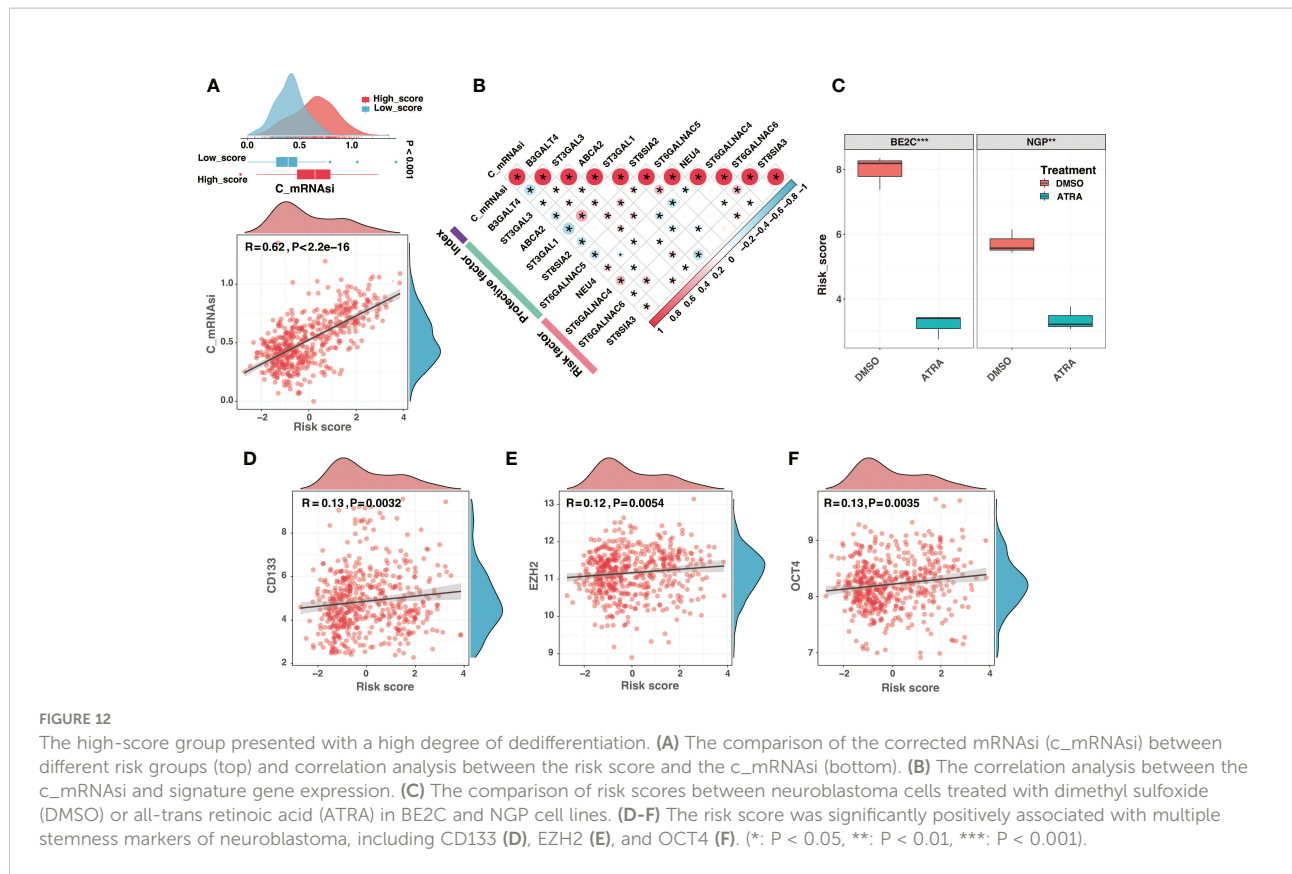 A
High_score
Low_score
P < 0.001
0.0
0.5
1.0
Low_score
High_score
C_mRNAsi
R=0.62, P<2.2e-16
C_mRNAsi
1.0
0.5
0.0
−2
0
2
4
Risk score
B
C_mRNAsi
B3GALT4
ST3GAL3
ABCA2
ST3GAL1
ST8SIA2
ST6GALNAC5
NEU4
ST6GALNAC4
ST6GALNAC6
ST8SIA3
C_mRNAsi
B3GALT4
ST3GAL3
ABCA2
ST3GAL1
ST8SIA2
ST6GALNAC5
NEU4
ST6GALNAC4
ST6GALNAC6
ST8SIA3
Index
Protective factor
Risk factor
−1
−0.8
−0.6
−0.4
−0.2
0
0.2
0.4
0.6
0.8
1
C
BE2C***
NGP**
Treatment
DMSO
ATRA
Risk_score
8
6
4
DMSO
ATRA
DMSO
ATRA
D
R=0.13, P=0.0032
CD133
8
6
4
2
−2
0
2
4
Risk score
E
R=0.12, P=0.0054
EZH2
13
12
11
10
9
−2
0
2
4
Risk score
F
R=0.13, P=0.0035
OCT4
9
8
7
−2
0
2
4
Risk score
FIGURE 12
The high-score group presented with a high degree of dedifferentiation. (A) The comparison of the corrected mRNAsi (c_mRNAsi) between
different risk groups (top) and correlation analysis between the risk score and the c_mRNAsi (bottom). (B) The correlation analysis between the
c_mRNAsi and signature gene expression. (C) The comparison of risk scores between neuroblastoma cells treated with dimethyl sulfoxide
(DMSO) or all-trans retinoic acid (ATRA) in BE2C and NGP cell lines. (D-F) The risk score was significantly positively associated with multiple
stemness markers of neuroblastoma, including CD133 (D), EZH2 (E), and OCT4 (F). (*: P < 0.05, **: P < 0.01, ***: P < 0.001).